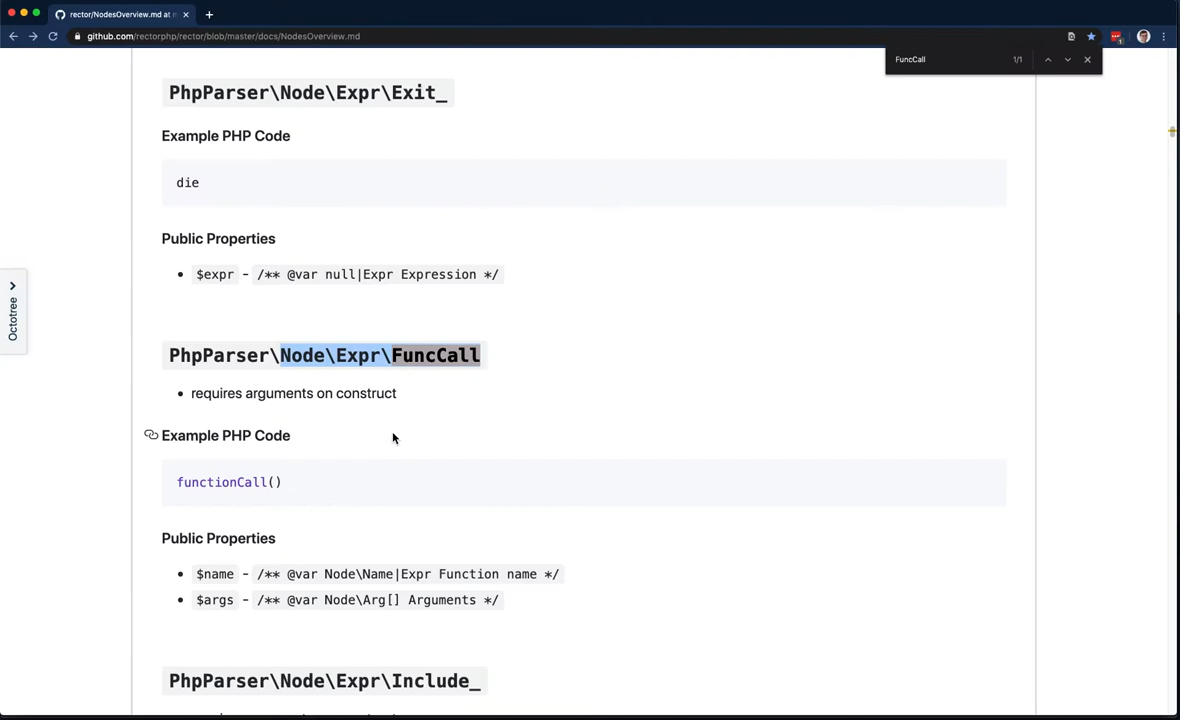 rector/NodesOverview.md at m
github.com/rectorphp/rector/blob/master/docs/NodesOverview.md
FuncCall 1/1
PhpParser\Node\Expr\Exit_
Example PHP Code
die
Public Properties
$expr - /** @var null|Expr Expression */
Octotree
PhpParser\Node\Expr\FuncCall
requires arguments on construct
Example PHP Code
functionCall()
Public Properties
$name - /** @var Node\Name|Expr Function name */
$args - /** @var Node\Arg[] Arguments */
PhpParser\Node\Expr\Include_